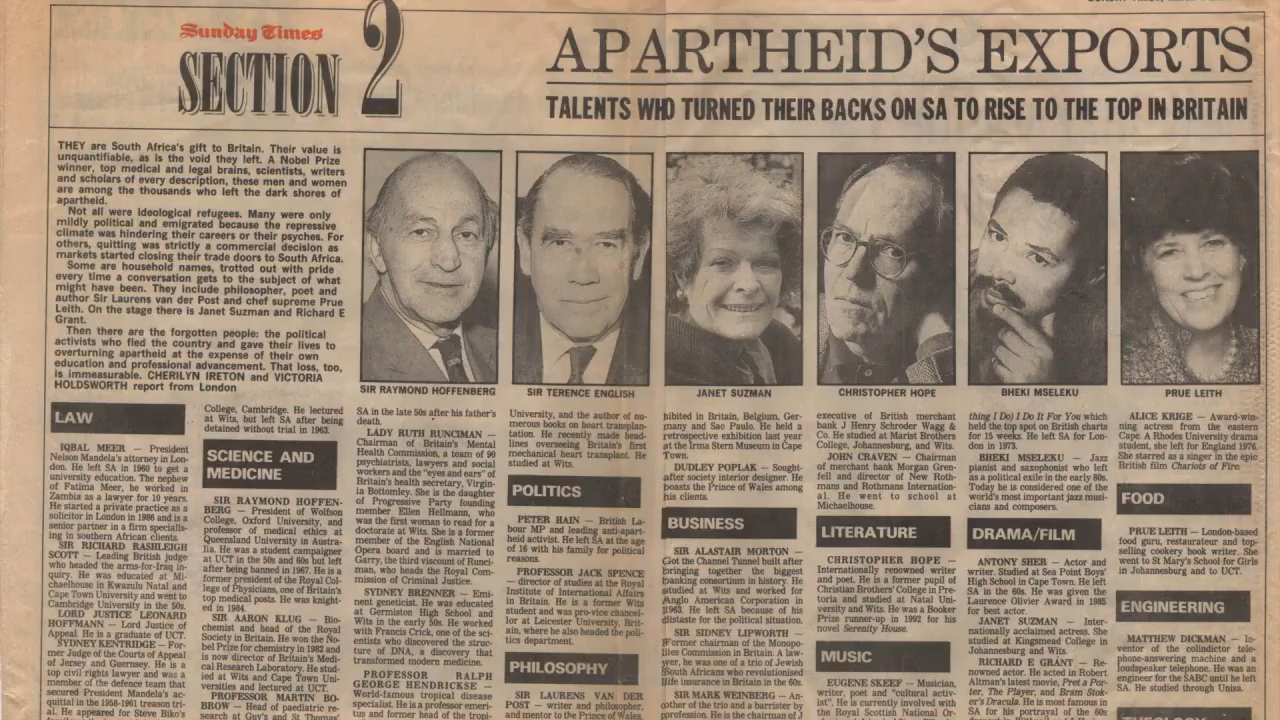 Sunday Times
SECTION 2
APARTHEID'S EXPORTS
TALENTS WHO TURNED THEIR BACKS ON SA TO RISE TO THE TOP IN BRITAIN
THEY are South Africa's gift to Britain. Their value is
unquantifiable, as is the void they left. A Nobel Prize
winner, top medical and legal brains, scientists, writers
and scholars of every description, these men and women
are among the thousands who left the dark shores of
apartheid.
Not all were ideological refugees. Many were only
mildly political and emigrated because the repressive
climate was hindering their careers or their psyches. For
others, quitting was strictly a commercial decision as
markets started closing their trade doors to South Africa.
Some are household names, trotted out with pride
every time a conversation gets to the subject of what
might have been. They include philosopher, poet and
author Sir Laurens van der Post and chef supreme Prue
Leith. On the stage there is Janet Suzman and Richard E
Grant.
Then there are the forgotten people: the political
activists who fled the country and gave their lives to
overturning apartheid at the expense of their own
education and professional advancement. That loss, too,
is immeasurable. CHERILYN IRETON and VICTORIA
HOLDSWORTH report from London
SIR RAYMOND HOFFENBERG
SIR TERENCE ENGLISH
JANET SUZMAN
CHRISTOPHER HOPE
BHEKI MSELEKU
PRUE LEITH
LAW
IQBAL MEER — President
Nelson Mandela's attorney in Lon-
don. He left SA in 1960 to get a
university education. The nephew
of Fatima Meer, he worked in
Zambia as a lawyer for 10 years.
He started a private practice as a
solicitor in London in 1986 and is a
senior partner in a firm specialis-
ing in southern African clients.
SIR RICHARD RASHLEIGH
SCOTT — Leading British judge
who headed the arms-for-Iraq in-
quiry. He was educated at Mi-
chaelhouse in Kwazulu Natal and
Cape Town University and went to
Cambridge University in the 50s.
LORD JUSTICE LEONARD
HOFFMANN — Lord Justice of
Appeal. He is a graduate of UCT.
SYDNEY KENTRIDGE — For-
mer Judge of the Courts of Appeal
of Jersey and Guernsey. He is a
top civil rights lawyer and was a
member of the defence team that
secured President Mandela's ac-
quittal in the 1958-1961 treason tri-
al. He appeared for Steve Biko's
College, Cambridge. He lectured
at Wits, but left SA after being
detained without trial in 1963.
SCIENCE AND
MEDICINE
SIR RAYMOND HOFFEN-
BERG — President of Wolfson
College, Oxford University, and
professor of medical ethics at
Queensland University in Austra-
lia. He was a student campaigner
at UCT in the 50s and 60s but left
after being banned in 1967. He is a
former president of the Royal Col-
lege of Physicians, one of Britain's
top medical posts. He was knight-
ed in 1984.
SIR AARON KLUG — Bio-
chemist and head of the Royal
Society in Britain. He won the No-
bel Prize for chemistry in 1982 and
is now director of Britain's Medi-
cal Research Laboratory. He stud-
ied at Wits and Cape Town Uni-
versities and lectured at UCT.
PROFESSOR MARTIN BO-
BROW — Head of paediatric re-
search at Guy's and St Thomas'
SA in the late 50s after his father's
death.
LADY RUTH RUNCIMAN —
Chairman of Britain's Mental
Health Commission, a team of 90
psychiatrists, lawyers and social
workers and the "eyes and ears" of
Britain's health secretary, Virgin-
ia Bottomley. She is the daughter
of Progressive Party founding
member Ellen Hellmann, who
was the first woman to read for a
doctorate at Wits. She is a former
member of the English National
Opera board and is married to
Garry, the third viscount of Runci-
man, who heads the Royal Com-
mission of Criminal Justice.
SYDNEY BRENNER — Emi-
nent geneticist. He was educated
at Germiston High School and
Wits in the early 50s. He worked
with Francis Crick, one of the sci-
entists who discovered the struc-
ture of DNA, a discovery that
transformed modern medicine.
PROFESSOR RALPH
GEORGE HENDRICKSE —
World-famous tropical disease
specialist. He is a professor emeri-
tus and former head of the tropi-
University, and the author of nu-
merous books on heart transplan-
tation. He recently made head-
lines overseeing Britain's first
mechanical heart transplant. He
studied at Wits.
POLITICS
PETER HAIN — British La-
bour MP and leading anti-apart-
heid activist. He left SA at the age
of 16 with his family for political
reasons.
PROFESSOR JACK SPENCE
— director of studies at the Royal
Institute of International Affairs
in Britain. He is a former Wits
student and was pro-vice chancel-
lor at Leicester University, Brit-
ain, where he also headed the poli-
tics department.
PHILOSOPHY
SIR LAURENS VAN DER
POST — writer and philosopher,
and mentor to the Prince of Wales,
hibited in Britain, Belgium, Ger-
many and Sao Paulo. He held a
retrospective exhibition last year
at the Irma Stern Museum in Cape
Town.
DUDLEY POPLAK — Sought-
after society interior designer. He
boasts the Prince of Wales among
his clients.
BUSINESS
SIR ALASTAIR MORTON —
Got the Channel Tunnel built after
bringing together the biggest
banking consortium in history. He
studied at Wits and worked for
Anglo American Corporation in
1963. He left SA because of his
distaste for the political situation.
SIR SIDNEY LIPWORTH —
Former chairman of the Monopo-
lies Commission in Britain. A law-
yer, he was one of a trio of Jewish
South Africans who revolutionised
life insurance in Britain in the 60s.
SIR MARK WEINBERG — An-
other of the trio and a barrister by
profession. He is the chairman of J
executive of British merchant
bank J Henry Schroder Wagg &
Co. He studied at Marist Brothers
College, Johannesburg, and Wits.
JOHN CRAVEN — Chairman
of merchant bank Morgan Gren-
fell and director of New Roth-
mans and Rothmans Internation-
al. He went to school at
Michaelhouse.
LITERATURE
CHRISTOPHER HOPE —
Internationally renowned writer
and poet. He is a former pupil of
Christian Brothers College in Pre-
toria and studied at Natal Uni-
versity and Wits. He was a Booker
Prize runner-up in 1992 for his
novel Serenity House.
MUSIC
EUGENE SKEEF — Musician,
writer, poet and "cultural activ-
ist". He is currently involved with
the Royal Scottish National Or-
thing I Do) I Do It For You which
held the top spot on British charts
for 15 weeks. He left SA for Lon-
don in 1973.
BHEKI MSELEKU — Jazz
pianist and saxophonist who left
as a political exile in the early 80s.
Today he is considered one of the
world's most important jazz musi-
cians and composers.
DRAMA/FILM
ANTONY SHER — Actor and
writer. Studied at Sea Point Boys'
High School in Cape Town. He left
SA in the 60s. He was given the
Laurence Olivier Award in 1985
for best actor.
JANET SUZMAN — Inter-
nationally acclaimed actress. She
studied at Kingsmead College in
Johannesburg and Wits.
RICHARD E GRANT — Re-
nowned actor. He acted in Robert
Altman's latest movie, Pret a Por-
ter, The Player, and Bram Stok-
er's Dracula. He is most famous in
SA for his portrayal of the 60s
ALICE KRIGE — Award-win-
ning actress from the eastern
Cape. A Rhodes University drama
student, she left for England 1976.
She starred as a singer in the epic
British film Chariots of Fire.
FOOD
PRUE LEITH — London-based
food guru, restaurateur and top-
selling cookery book writer. She
went to St Mary's School for Girls
in Johannesburg and to UCT.
ENGINEERING
MATTHEW DICKMAN — In-
ventor of the colindictor tele-
phone-answering machine and a
loudspeaker telephone. He was an
engineer for the SABC until he left
SA. He studied through Unisa.
THEOLOGY